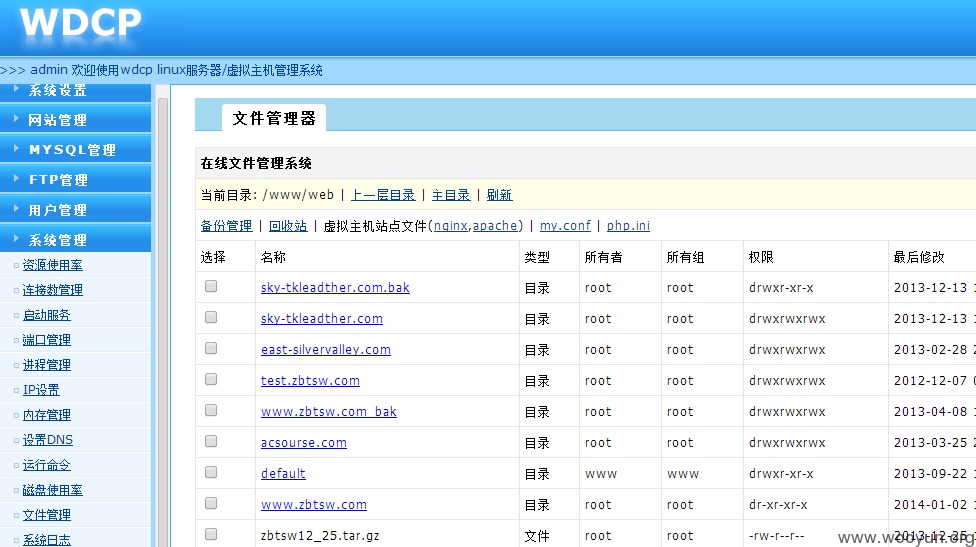 WDCP
>>> admin 欢迎使用wdcp linux服务器/虚拟主机管理系统
系统设置
网站管理
MYSQL管理
FTP管理
用户管理
系统管理
资源使用率
连接数管理
启动服务
端口管理
进程管理
IP设置
内存管理
设置DNS
运行命令
磁盘使用率
文件管理
系统日志
文件管理器
在线文件管理系统
当前目录: /www/web | 上一层目录 | 主目录 | 刷新
备份管理 | 回收站 | 虚拟主机站点文件(nginx,apache) | my.conf | php.ini
选择 名称 类型 所有者 所有组 权限 最后修改
sky-tkleadther.com.bak 目录 root root drwxr-xr-x 2013-12-13
sky-tkleadther.com 目录 root root drwxrwxrwx 2013-12-13
east-silvervalley.com 目录 root root drwxrwxrwx 2013-02-28
test.zbtsw.com 目录 root root drwxrwxrwx 2012-12-07
www.zbtsw.com_bak 目录 root root drwxrwxrwx 2013-04-08
acsourse.com 目录 root root drwxrwxrwx 2013-03-25
default 目录 www www drwxr-xr-x 2013-09-22
www.zbtsw.com 目录 root root dr-xr-xr-x 2014-01-02
zbtsw12_25.tar.gz 文件 root root -rw-r--r-- 2013-12-25
www.wooyun.org